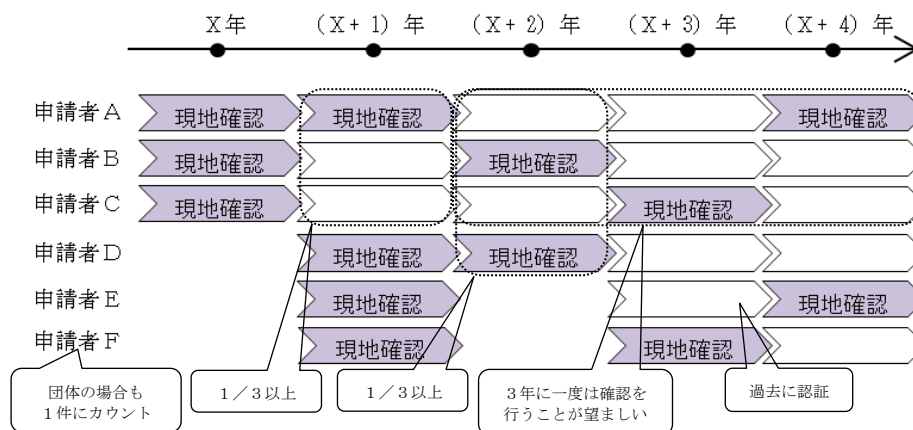 X年 (X+1)年 (X+2)年 (X+3)年 (X+4)年
申請者A 現地確認 現地確認 現地確認
申請者B 現地確認 現地確認
申請者C 現地確認 現地確認
申請者D 現地確認 現地確認
申請者E 現地確認 現地確認
申請者F 現地確認 現地確認
団体の場合も
1件にカウント
1/3以上
1/3以上
3年に一度は確認を
行うことが望ましい
過去に認証